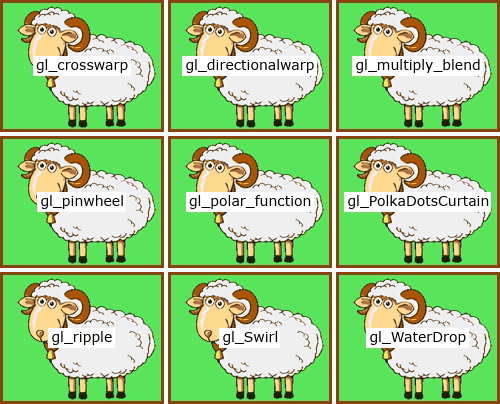 gl_crosswarp
gl_directionalwarp
gl_multiply_blend
gl_pinwheel
gl_polar_function
gl_PolkaDotsCurtain
gl_ripple
gl_Swirl
gl_WaterDrop